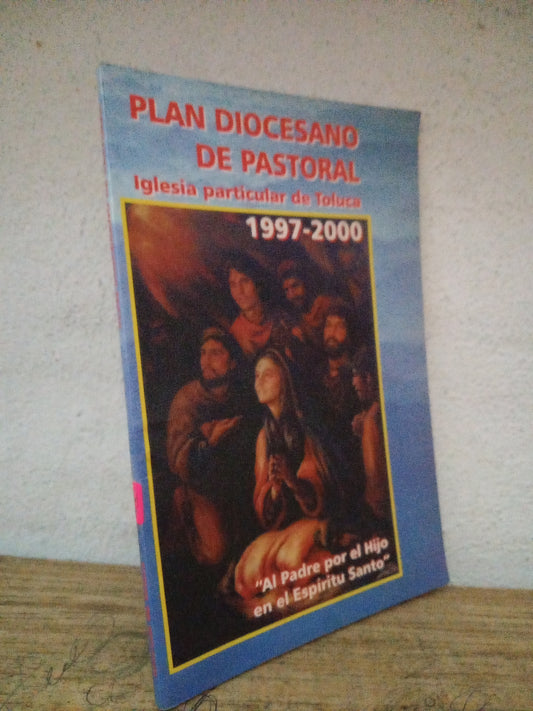 PLAN DIOCESANO
DE PASTORAL
Iglesia particular de Toluca
1997-2000
"Al Padre por el Hijo
en el Espíritu Santo"